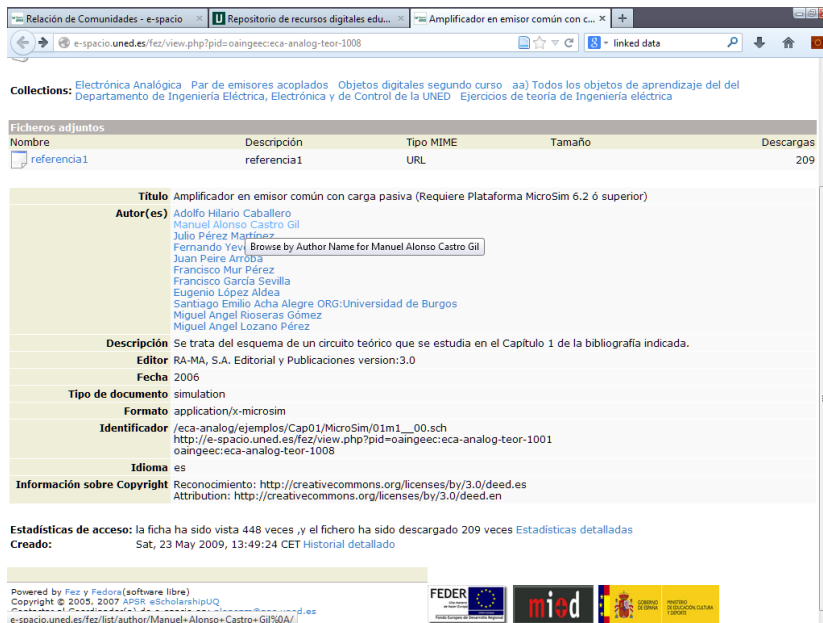 Relación de Comunidades - e-spacio
Repositorio de recursos digitales edu...
Amplificador en emisor común con c...
e-spacio.uned.es/fez/view.php?pid=oaingeec:eca-analog-teor-1008
linked data
Collections: Electrónica Analógica Par de emisores acoplados Objetos digitales segundo curso aa) Todos los objetos de aprendizaje del del
Departamento de Ingeniería Eléctrica, Electrónica y de Control de la UNED Ejercicios de teoría de Ingeniería eléctrica
Ficheros adjuntos
Nombre Descripción Tipo MIME Tamaño Descargas
referencia1 referencia1 URL 209
Título Amplificador en emisor común con carga pasiva (Requiere Plataforma MicroSim 6.2 ó superior)
Autor(es) Adolfo Hilario Caballero
Manuel Alonso Castro Gil
Julio Pérez Martínez
Fernando Browse by Author Name for Manuel Alonso Castro Gil
Juan Peire Arroba
Francisco Mur Pérez
Francisco García Sevilla
Eugenio López Aldea
Santiago Emilio Acha Alegre ORG:Universidad de Burgos
Miguel Angel Rioseras Gómez
Miguel Angel Lozano Pérez
Descripción Se trata del esquema de un circuito teórico que se estudia en el Capítulo 1 de la bibliografía indicada.
Editor RA-MA, S.A. Editorial y Publicaciones version:3.0
Fecha 2006
Tipo de documento simulation
Formato application/x-microsim
Identificador /eca-analog/ejemplos/Cap01/MicroSim/01m1__00.sch
http://e-spacio.uned.es/fez/view.php?pid=oaingeec:eca-analog-teor-1001
oaingeec:eca-analog-teor-1008
Idioma es
Información sobre Copyright Reconocimiento: http://creativecommons.org/licenses/by/3.0/deed.es
Attribution: http://creativecommons.org/licenses/by/3.0/deed.en
Estadísticas de acceso: la ficha ha sido vista 448 veces ,y el fichero ha sido descargado 209 veces Estadísticas detalladas
Creado: Sat, 23 May 2009, 13:49:24 CET Historial detallado
Powered by Fez y Fedora(software libre)
Copyright © 2005, 2007 APSR eScholarshipUQ
e-spacio.uned.es/fez/list/author/Manuel+Alonso+Castro+Gil%0A/
FEDER
Fondo Europeo de Desarrollo Regional
miod
GOBIERNO DE ESPAÑA
MINISTERIO DE EDUCACIÓN, CULTURA Y DEPORTE